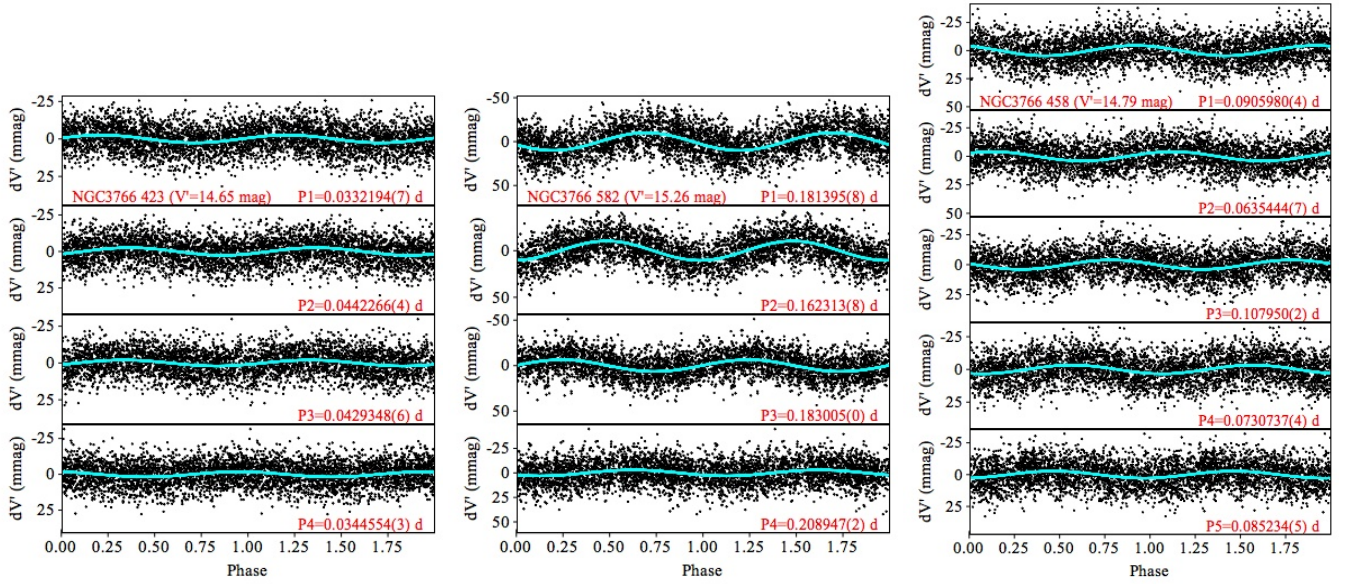 -25
0
25
dV' (mmag)
NGC3766 423 (V'=14.65 mag) P1=0.0332194(7) d
-25
0
25
dV' (mmag)
P2=0.0442266(4) d
-25
0
25
dV' (mmag)
P3=0.0429348(6) d
-25
0
25
dV' (mmag)
P4=0.0344554(3) d
0.00 0.25 0.50 0.75 1.00 1.25 1.50 1.75
Phase
-50
0
50
dV' (mmag)
NGC3766 582 (V'=15.26 mag) P1=0.181395(8) d
0
50
dV' (mmag)
P2=0.162313(8) d
-50
0
50
dV' (mmag)
P3=0.183005(0) d
-25
0
25
50
dV' (mmag)
P4=0.208947(2) d
0.00 0.25 0.50 0.75 1.00 1.25 1.50 1.75
Phase
-25
0
25
50
dV' (mmag)
NGC3766 458 (V'=14.79 mag) P1=0.0905980(4) d
-25
0
25
50
dV' (mmag)
P2=0.0635444(7) d
-25
0
25
dV' (mmag)
P3=0.107950(2) d
-25
0
25
dV' (mmag)
P4=0.0730737(4) d
-25
0
25
dV' (mmag)
P5=0.085234(5) d
0.00 0.25 0.50 0.75 1.00 1.25 1.50 1.75
Phase